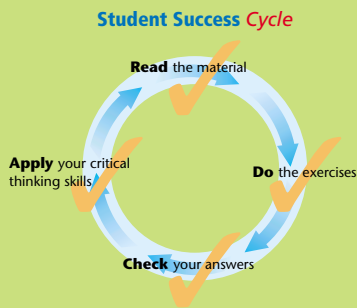 Student Success Cycle
Read the material
Do the exercises
Check your answers
Apply your critical
thinking skills